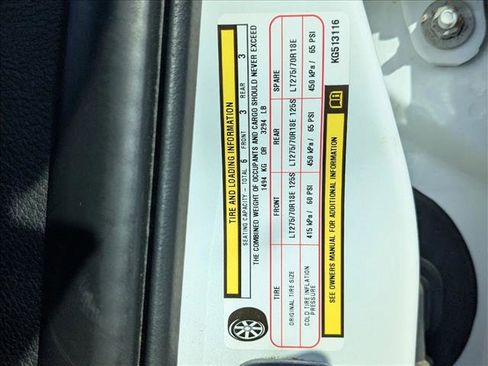 TIRE AND LOADING INFORMATION
SEATING CAPACITY - TOTAL 6 FRONT 3 REAR 3
THE COMBINED WEIGHT OF OCCUPANTS AND CARGO SHOULD NEVER EXCEED
1494 KG OR 3294 LB
TIRE FRONT REAR SPARE
ORIGINAL TIRE SIZE LT275/70R18E 125S LT275/70R18E 125S LT275/70R18E
COLD TIRE INFLATION
PRESSURE 415 kPa / 60 PSI 450 kPa / 65 PSI 450 kPa / 65 PSI
SEE OWNERS MANUAL FOR ADDITIONAL INFORMATION
KG513116